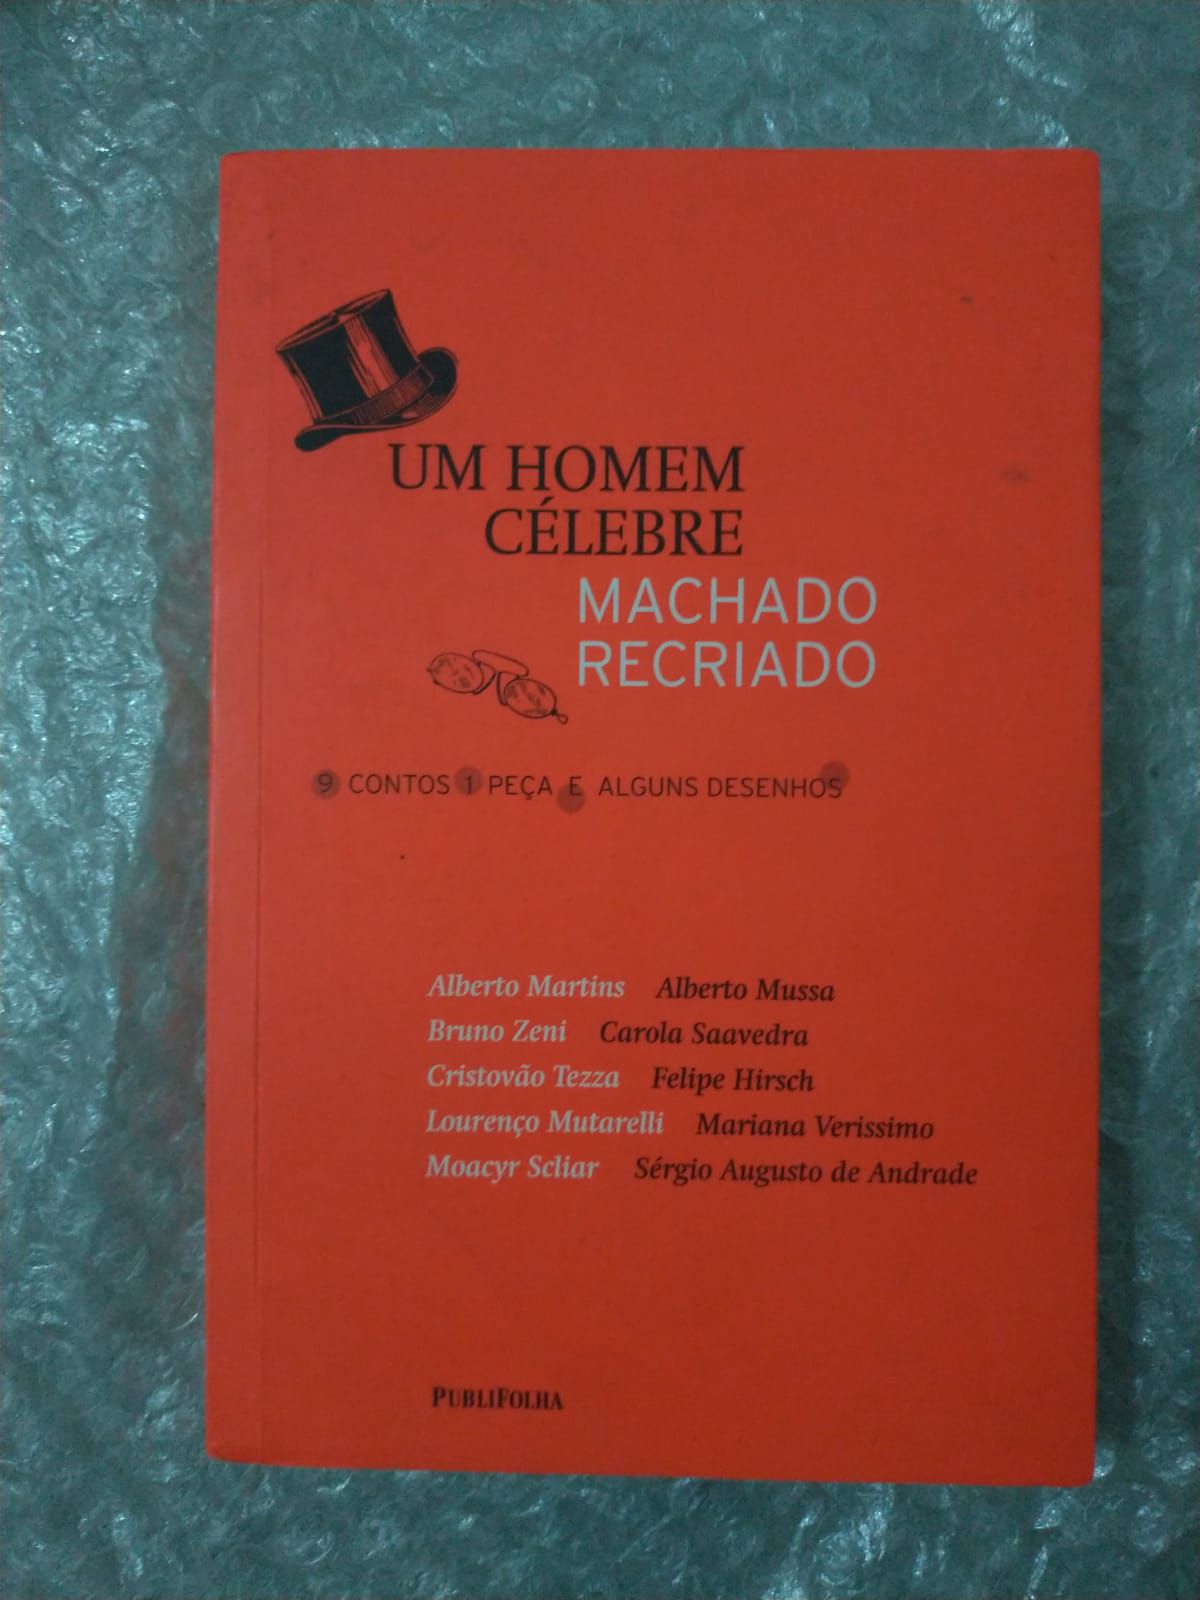 UM HOMEM
CÉLEBRE
MACHADO
RECRIADO
9 CONTOS 1 PEÇA E ALGUNS DESENHOS
Alberto Martins Alberto Mussa
Bruno Zeni Carola Saavedra
Cristovão Tezza Felipe Hirsch
Lourenço Mutarelli Mariana Verissimo
Moacyr Scliar Sérgio Augusto de Andrade
PUBLIFOLHA